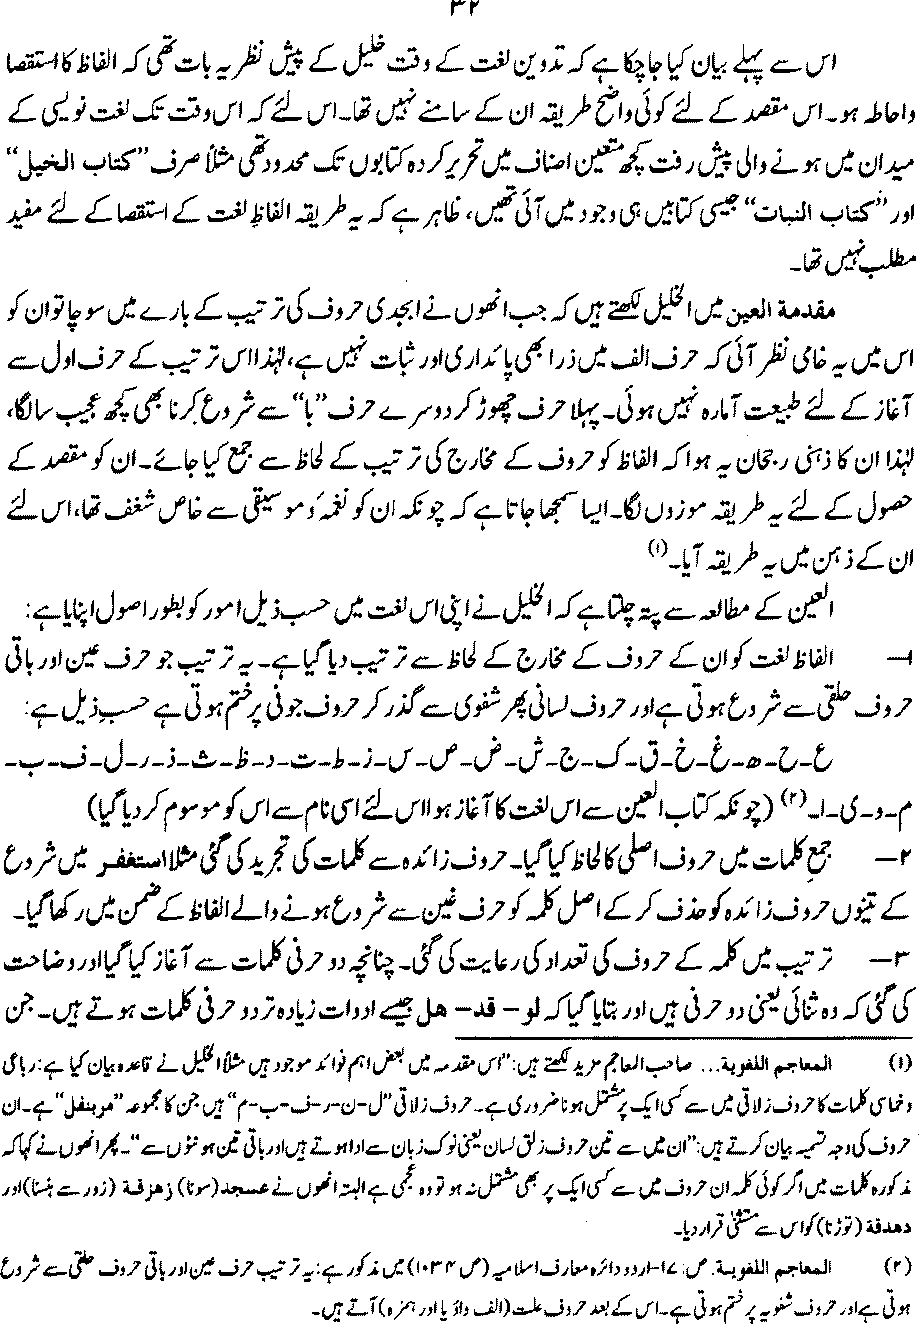 ۳۲
اس سے پہلے بیان کیا جاچکا ہے کہ تدوین لغت کے وقت خلیل کے پیش نظر یہ بات تھی کہ الفاظ کا استقصا
واحاطہ ہو۔ اس مقصد کے لئے کوئی واضح طریقہ ان کے سامنے نہیں تھا۔ اس لئے کہ اس وقت تک لغت نویسی کے
میدان میں ہونے والی پیش رفت کچھ متعین اصناف میں تحریر کردہ کتابوں تک محدود تھی مثلاً صرف ”کتاب الخیل“
اور ”کتاب النبات“ جیسی کتابیں ہی وجود میں آئی تھیں، ظاہر ہے کہ یہ طریقہ الفاظِ لغت کے استقصا کے لئے مفید
مطلب نہیں تھا۔
مقدمۃ العین میں الخلیل لکھتے ہیں کہ جب انھوں نے ابجدی حروف کی ترتیب کے بارے میں سوچا تو ان کو
اس میں یہ خامی نظر آئی کہ حرف الف میں ذرا بھی پائداری اور ثبات نہیں ہے، لہٰذا اس ترتیب کے حرف اول سے
آغاز کے لئے طبیعت آمادہ نہیں ہوئی۔ پہلا حرف چھوڑ کر دوسرے حرف ”با“ سے شروع کرنا بھی کچھ عجیب سا لگا،
لہٰذا ان کا ذہنی رجحان یہ ہوا کہ الفاظ کو حروف کے مخارج کی ترتیب کے لحاظ سے جمع کیا جائے۔ ان کو مقصد کے
حصول کے لئے یہ طریقہ موزوں لگا۔ ایسا سمجھا جاتا ہے کہ چونکہ ان کو نغمہ و موسیقی سے خاص شغف تھا، اس لئے
ان کے ذہن میں یہ طریقہ آیا۔(۱)
العین کے مطالعہ سے پتہ چلتا ہے کہ الخلیل نے اپنی اس لغت میں حسب ذیل امور کو بطور اصول اپنایا ہے:
۱– الفاظ لغت کو ان کے حروف کے مخارج کے لحاظ سے ترتیب دیا گیا ہے۔ یہ ترتیب جو حرف عین اور باقی
حروف حلقی سے شروع ہوتی ہے اور حروف لسانی پھر شفوی سے گذر کر حروف جوفی پر ختم ہوتی ہے حسب ذیل ہے:
ع-ح-ھ-غ-خ-ق-ک-ج-ش-ض-ص-س-ز-ط-ت-د-ظ-ث-ذ-ر-ل-ف-ب-
م-و-ی-ا-(۲) (چونکہ کتاب العین سے اس لغت کا آغاز ہوا اس لئے اسی نام سے اس کو موسوم کر دیا گیا)
۲– جمع کلمات میں حروف اصلی کا لحاظ کیا گیا۔ حروف زائدہ سے کلمات کی تجرید کی گئی مثلا استغفر میں شروع
کے تینوں حروف زائدہ کو حذف کر کے اصل کلمہ کو حرف غین سے شروع ہونے والے الفاظ کے ضمن میں رکھا گیا۔
۳– ترتیب میں کلمہ کے حروف کی تعداد کی رعایت کی گئی۔ چنانچہ دو حرفی کلمات سے آغاز کیا گیا اور وضاحت
کی گئی کہ وہ ثنائی یعنی دو حرفی ہیں اور بتایا گیا کہ لو – قد – ھل جیسے ادوات زیادہ تر دو حرفی کلمات ہوتے ہیں۔ جن
(۱) المعاجم اللغویۃ... صاحب المعاجم مزید لکھتے ہیں: ”اس مقدمہ میں بعض اہم فوائد موجود ہیں مثلاً الخلیل نے قاعدہ بیان کیا ہے: رباعی
وخماسی کلمات کا حروف زلاقی میں سے کسی ایک پر مشتمل ہونا ضروری ہے۔ حروف زلاقی ”ل-ن-ر-ف-ب-م“ ہیں جن کا مجموعہ ”مربنفل“ ہے۔ ان
حروف کی وجہ تسمیہ بیان کرتے ہیں: ”ان میں سے تین حروف زلق لسان یعنی نوک زبان سے ادا ہوتے ہیں اور باقی تین ہونٹوں سے“۔ پھر انھوں نے کہا کہ
مذکورہ کلمات میں اگر کوئی کلمہ ان حروف میں سے کسی ایک پر بھی مشتمل نہ ہو تو وہ عجمی ہے البتہ انھوں نے عسجد (سونا) زھزقۃ (زور سے ہنسنا) اور
دھدقۃ (توڑنا) کو اس سے مستثنیٰ قرار دیا۔
(۲) المعاجم اللغویۃ. ص: ۱۷- اردو دائرہ معارف اسلامیہ (ص ۱۰۳۴) میں مذکور ہے: یہ ترتیب حرف عین اور باقی حروف حلقی سے شروع
ہوتی ہے اور حروف شفویہ پر ختم ہوتی ہے۔ اس کے بعد حروف علت (الف واؤ یا اور ہمزہ) آتے ہیں۔